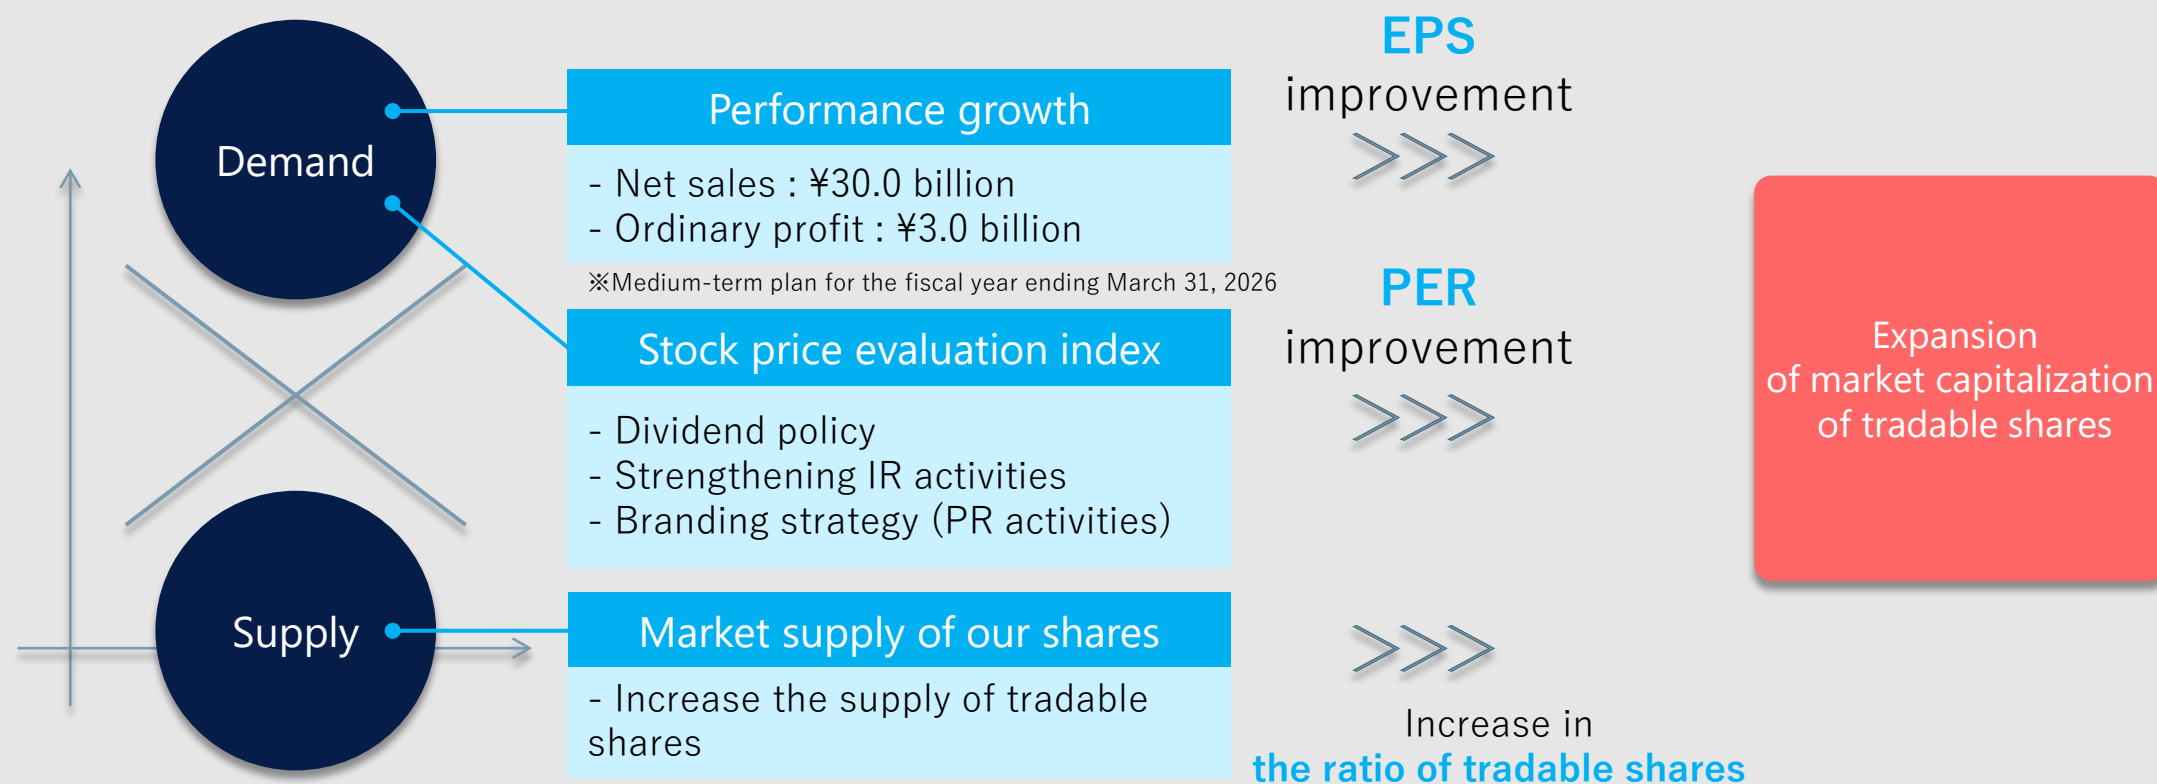 Demand
Performance growth
- Net sales : ¥30.0 billion
- Ordinary profit : ¥3.0 billion
※Medium-term plan for the fiscal year ending March 31, 2026
EPS
improvement
Stock price evaluation index
- Dividend policy
- Strengthening IR activities
- Branding strategy (PR activities)
PER
improvement
Supply
Market supply of our shares
- Increase the supply of tradable
shares
Increase in
the ratio of tradable shares
Expansion
of market capitalization
of tradable shares